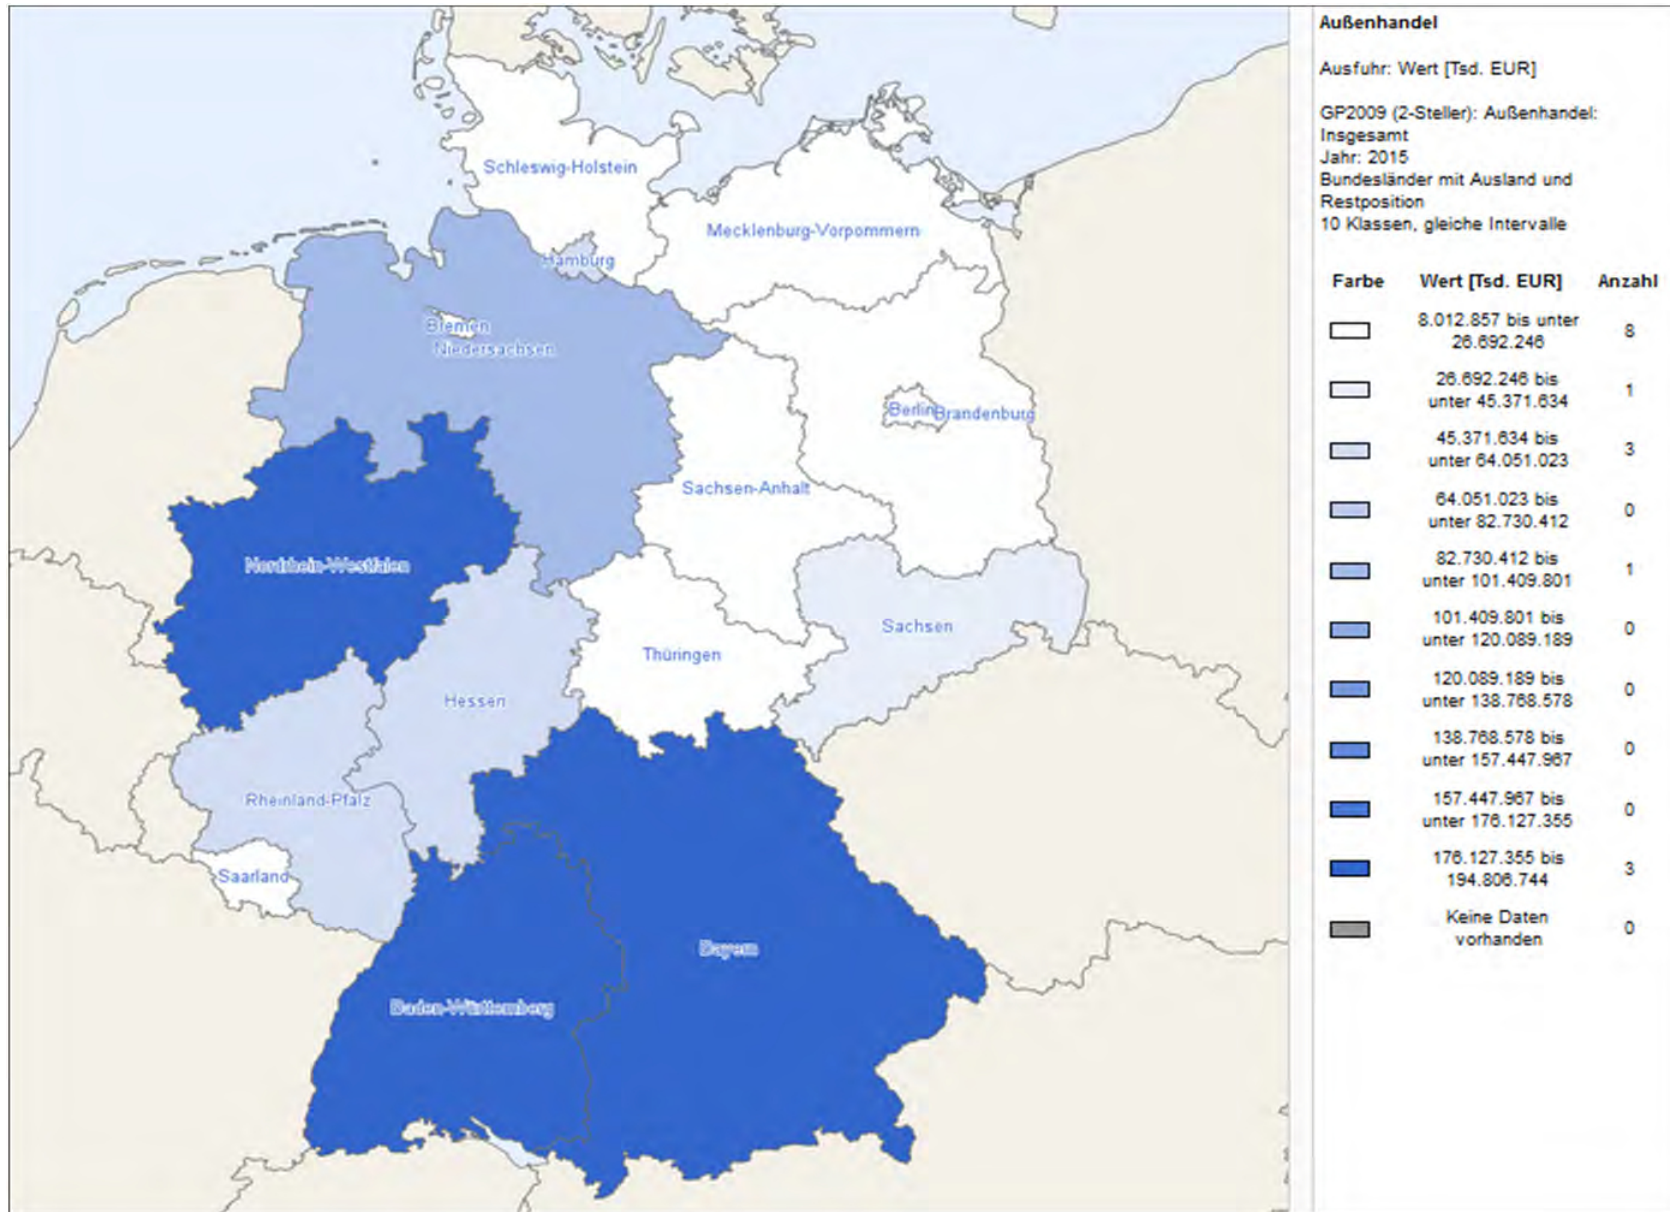 Schleswig-Holstein
Mecklenburg-Vorpommern
Hamburg
Bremen
Niedersachsen
Berlin
Brandenburg
Sachsen-Anhalt
Nordrhein-Westfalen
Sachsen
Thüringen
Hessen
Rheinland-Pfalz
Saarland
Bayern
Baden-Württemberg
Außenhandel
Ausfuhr: Wert [Tsd. EUR]
GP2009 (2-Steller): Außenhandel:
Insgesamt
Jahr: 2015
Bundesländer mit Ausland und
Restposition
10 Klassen, gleiche Intervalle
Farbe Wert [Tsd. EUR] Anzahl
8.012.857 bis unter
26.692.246 8
26.692.246 bis
unter 45.371.634 1
45.371.634 bis
unter 64.051.023 3
64.051.023 bis
unter 82.730.412 0
82.730.412 bis
unter 101.409.801 1
101.409.801 bis
unter 120.089.189 0
120.089.189 bis
unter 138.768.578 0
138.768.578 bis
unter 157.447.967 0
157.447.967 bis
unter 176.127.355 0
176.127.355 bis
194.806.744 3
Keine Daten
vorhanden 0